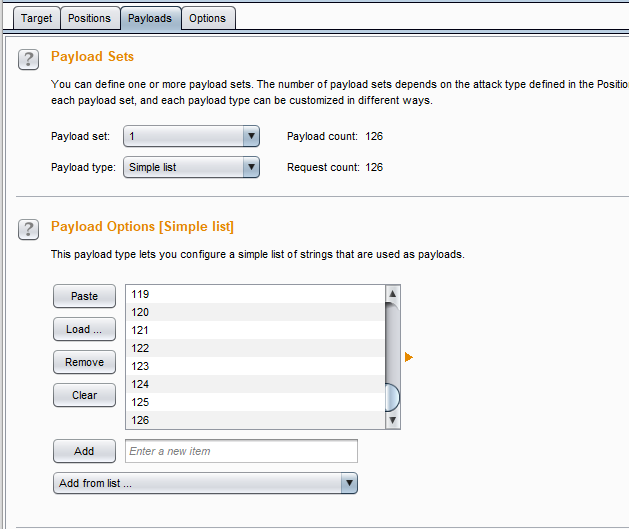 Target Positions Payloads Options
? Payload Sets
You can define one or more payload sets. The number of payload sets depends on the attack type defined in the
each payload set, and each payload type can be customized in different ways.
Payload set: 1 Payload count: 126
Payload type: Simple list Request count: 126
? Payload Options [Simple list]
This payload type lets you configure a simple list of strings that are used as payloads.
Paste
Load ...
Remove
Clear
119
120
121
122
123
124
125
126
Add Enter a new item
Add from list ...